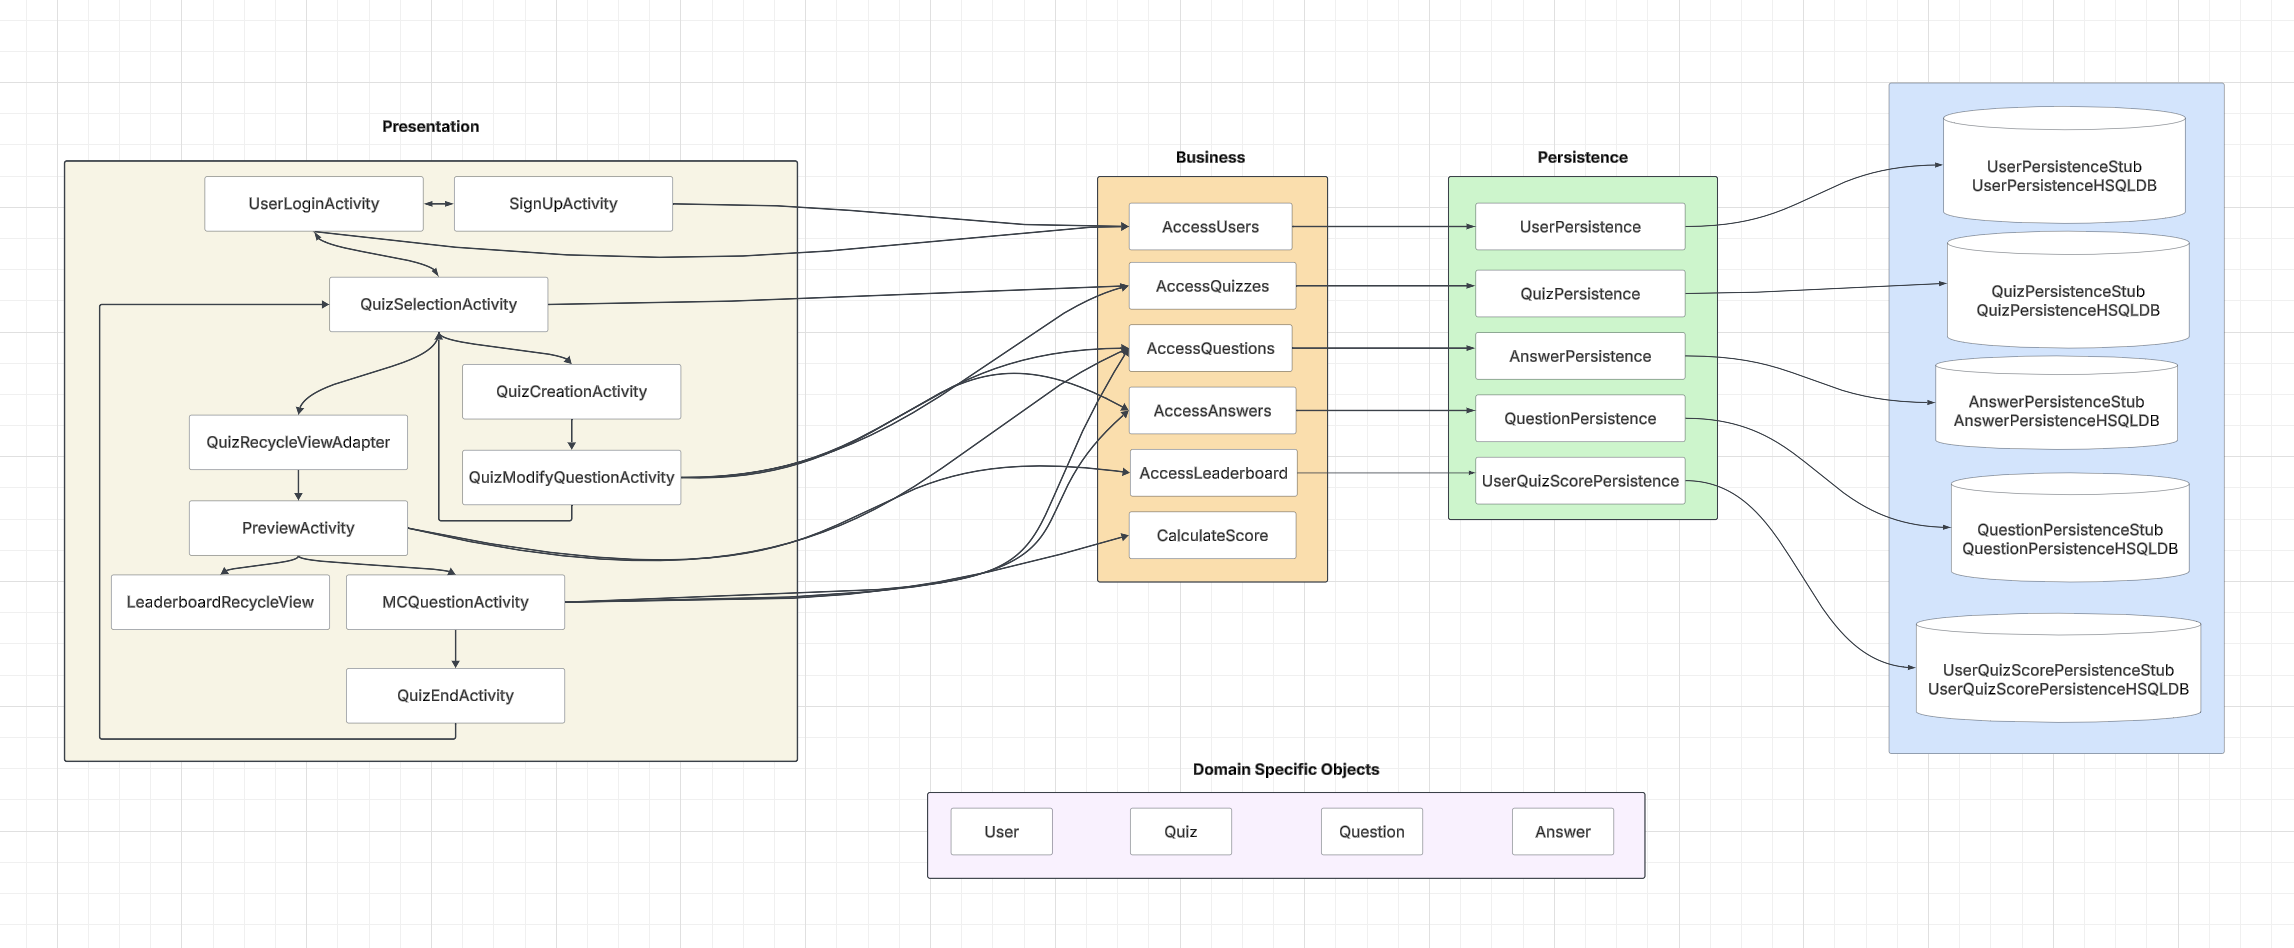 Presentation
UserLoginActivity
SignUpActivity
QuizSelectionActivity
QuizCreationActivity
QuizRecycleViewAdapter
QuizModifyQuestionActivity
PreviewActivity
LeaderboardRecycleView
MCQuestionActivity
QuizEndActivity
Business
AccessUsers
AccessQuizzes
AccessQuestions
AccessAnswers
AccessLeaderboard
CalculateScore
Persistence
UserPersistence
QuizPersistence
AnswerPersistence
QuestionPersistence
UserQuizScorePersistence
UserPersistenceStub
UserPersistenceHSQLDB
QuizPersistenceStub
QuizPersistenceHSQLDB
AnswerPersistenceStub
AnswerPersistenceHSQLDB
QuestionPersistenceStub
QuestionPersistenceHSQLDB
UserQuizScorePersistenceStub
UserQuizScorePersistenceHSQLDB
Domain Specific Objects
User
Quiz
Question
Answer